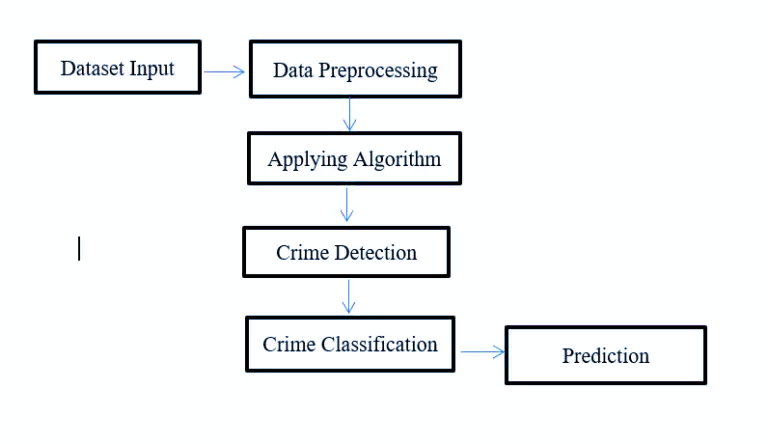 Dataset Input
Data Preprocessing
Applying Algorithm
Crime Detection
Crime Classification
Prediction